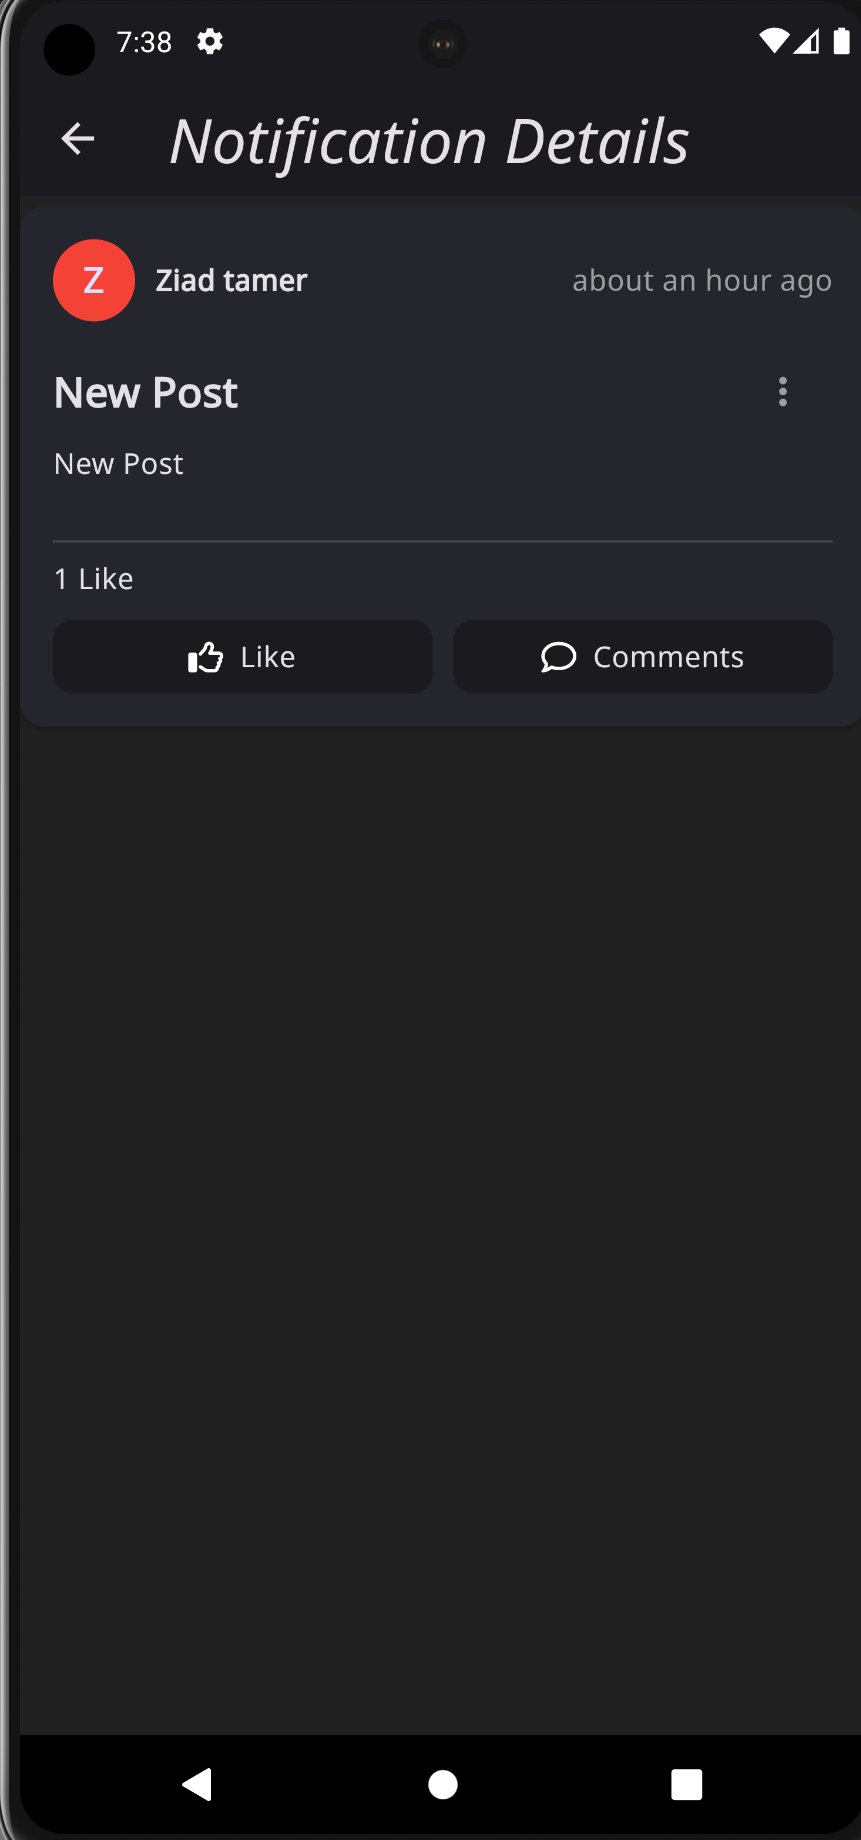 7:38
Notification Details
Z
Ziad tamer
about an hour ago
New Post
New Post
1 Like
Like
Comments